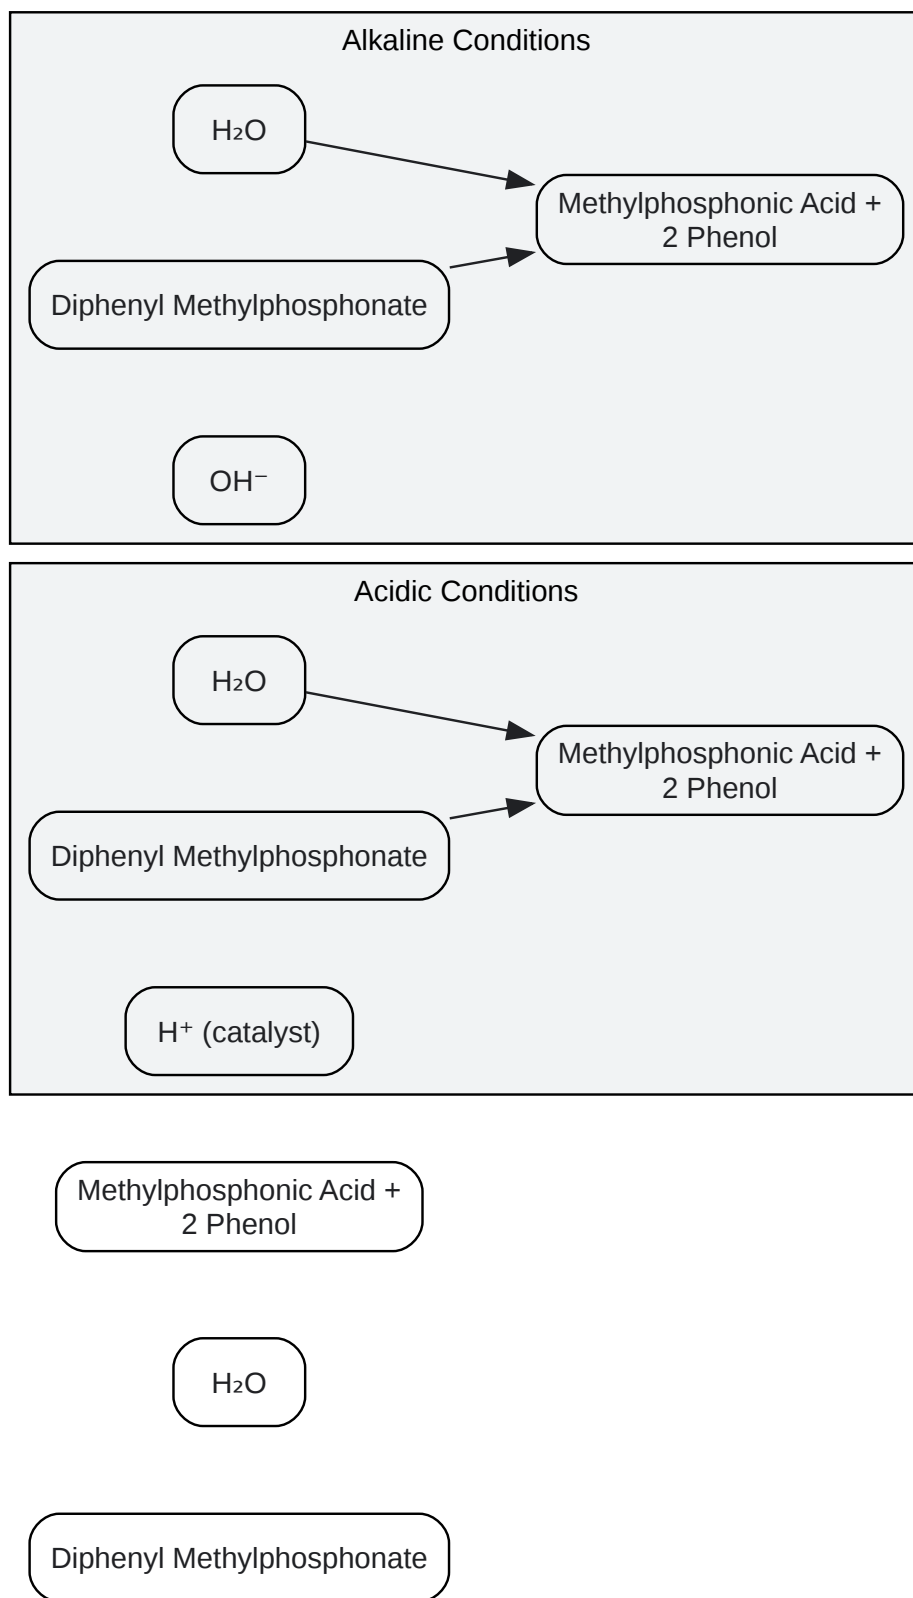 Alkaline Conditions
H₂O
Methylphosphonic Acid +
2 Phenol
Diphenyl Methylphosphonate
OH⁻
Acidic Conditions
H₂O
Methylphosphonic Acid +
2 Phenol
Diphenyl Methylphosphonate
H⁺ (catalyst)
Methylphosphonic Acid +
2 Phenol
H₂O
Diphenyl Methylphosphonate